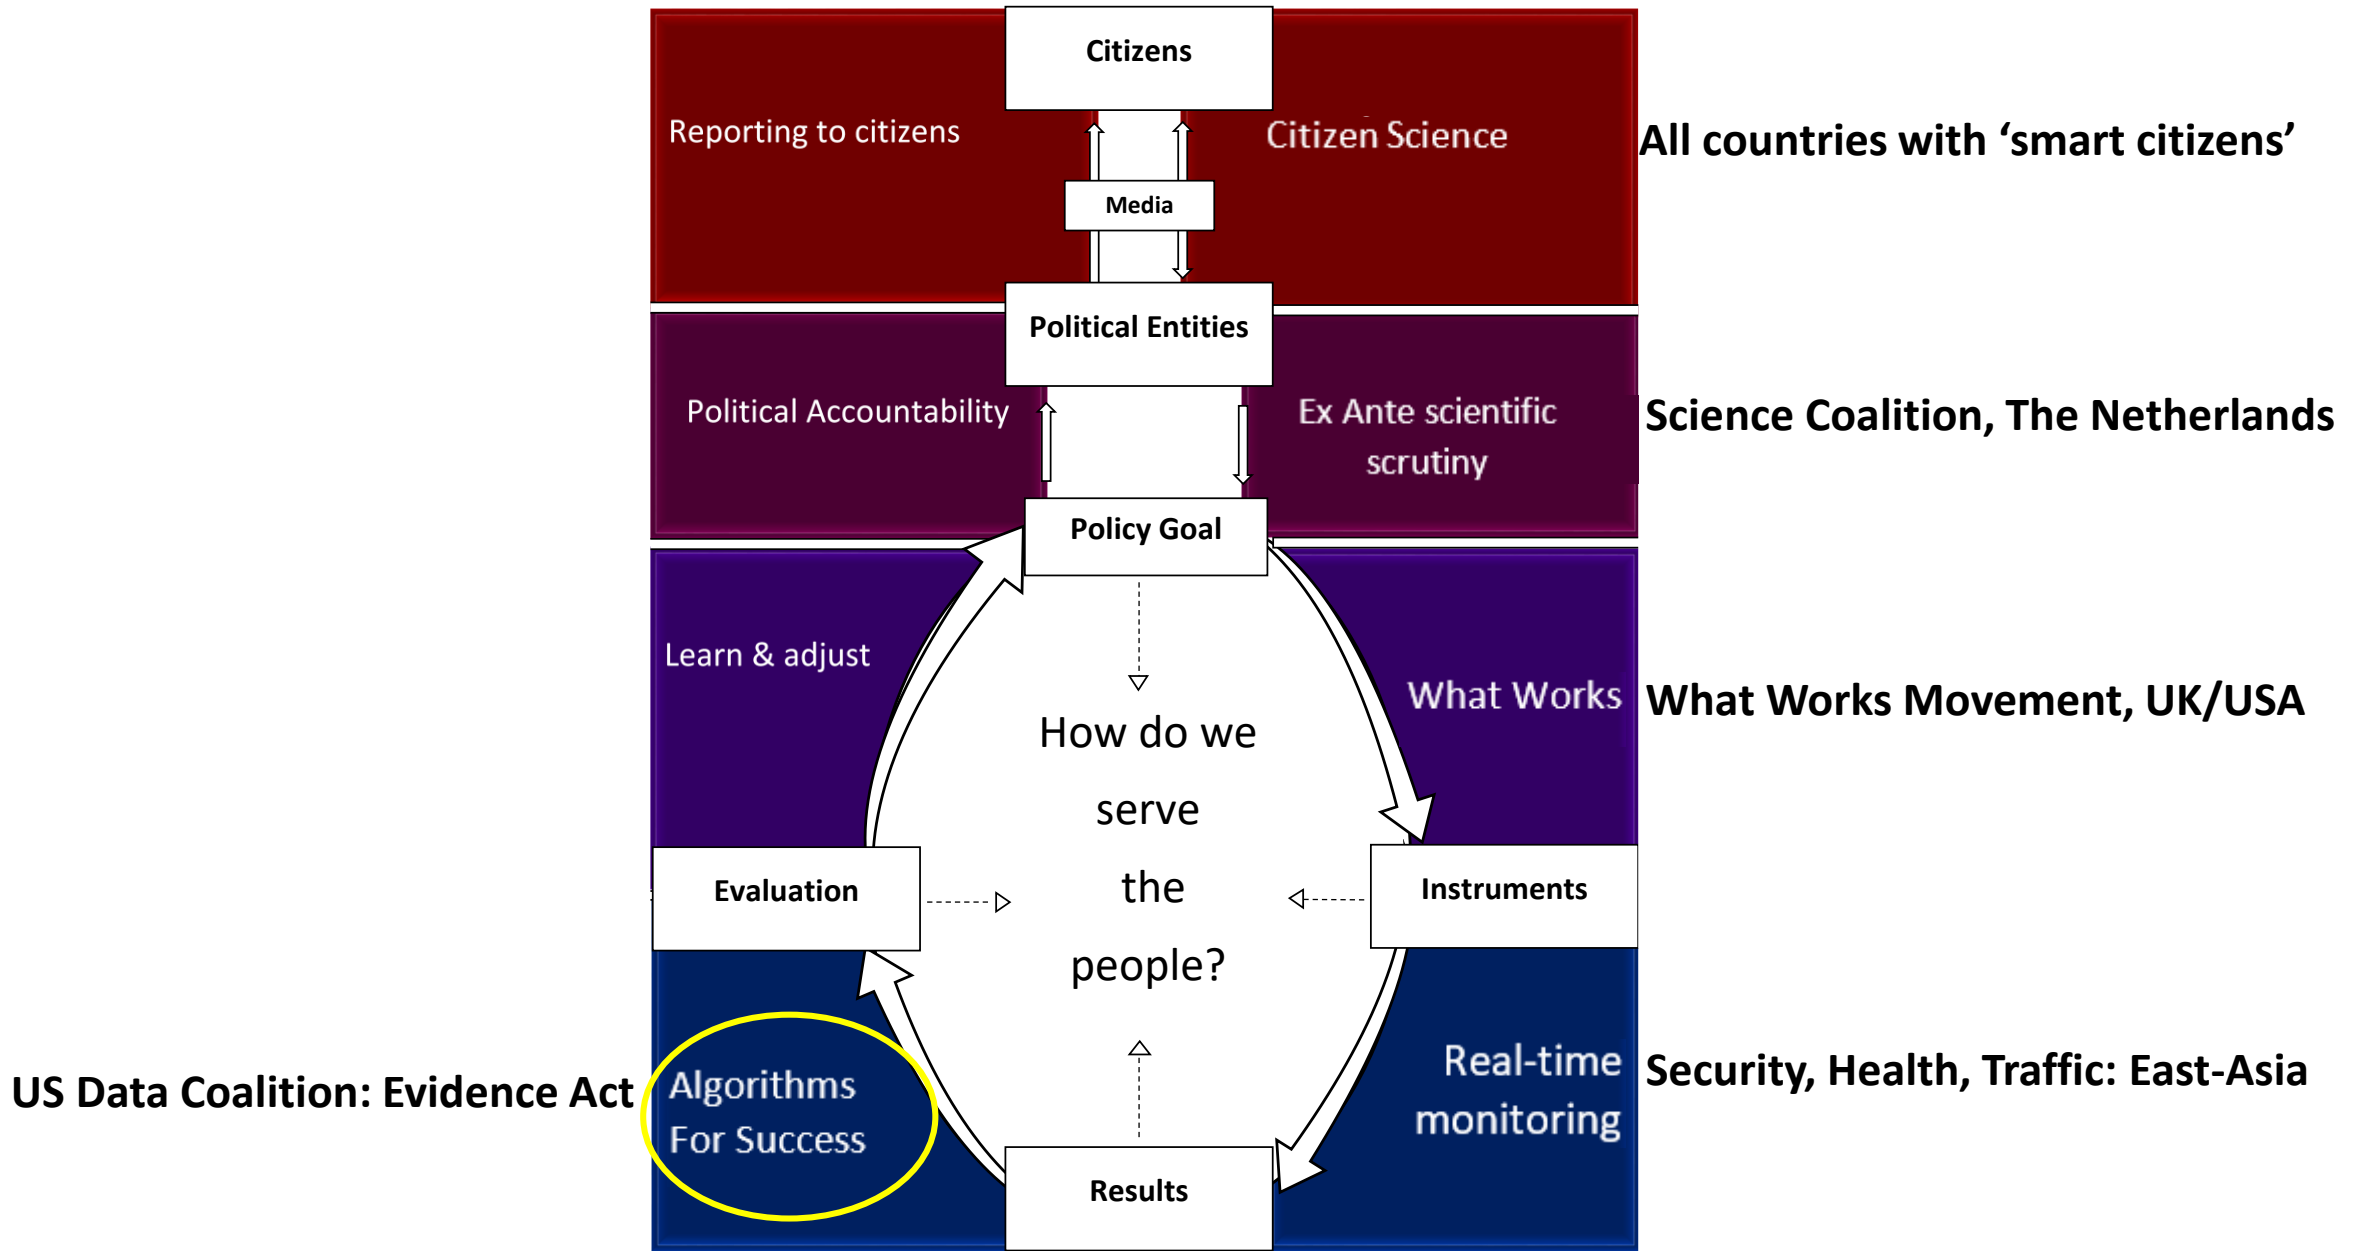 Citizens
Reporting to citizens
Citizen Science
All countries with ‘smart citizens’
Media
Political Entities
Political Accountability
Ex Ante scientific
scrutiny
Science Coalition, The Netherlands
Policy Goal
Learn & adjust
What Works
What Works Movement, UK/USA
How do we
serve
the
people?
Evaluation
Instruments
US Data Coalition: Evidence Act
Algorithms
For Success
Real-time
monitoring
Security, Health, Traffic: East-Asia
Results